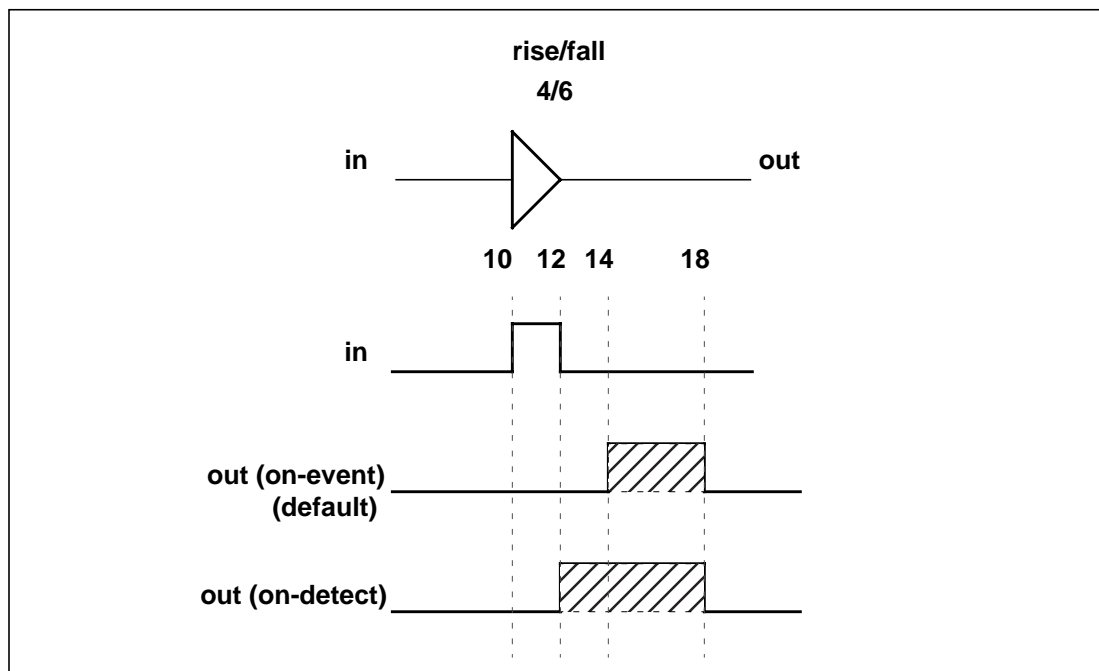 rise/fall
4/6
in
out
10 12 14 18
in
out (on-event)
(default)
out (on-detect)